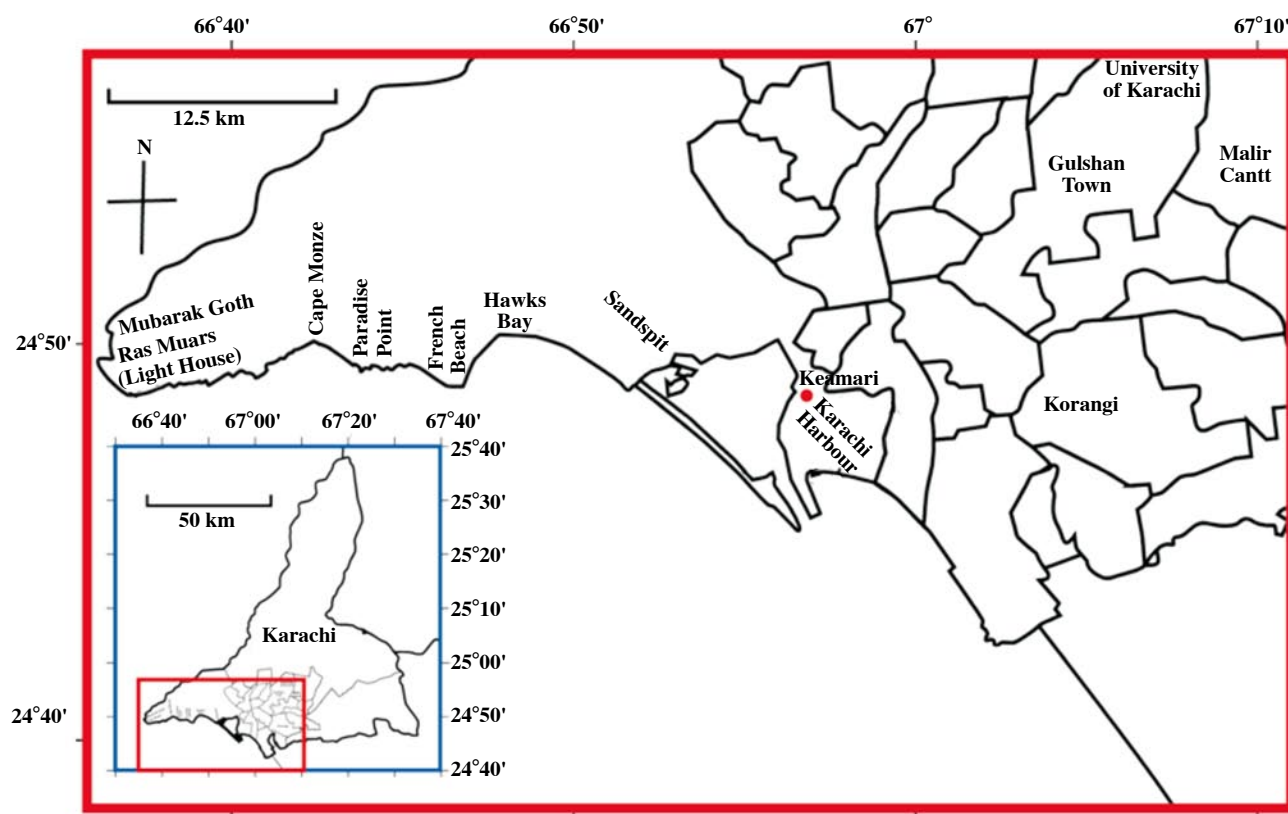 66°40' 66°50' 67° 67°10'
12.5 km
N
University
of Karachi
Gulshan
Town
Malir
Cantt
Mubarak Goth
Ras Muars
(Light House)
Cape Monze
Paradise
Point
French
Beach
Hawks
Bay
Sandspit
24°50'
Keamari
Karachi
Harbour
Korangi
66°40' 67°00' 67°20' 67°40'
25°40'
50 km
25°30'
25°20'
25°10'
Karachi
25°00'
24°50'
24°40'
24°40'